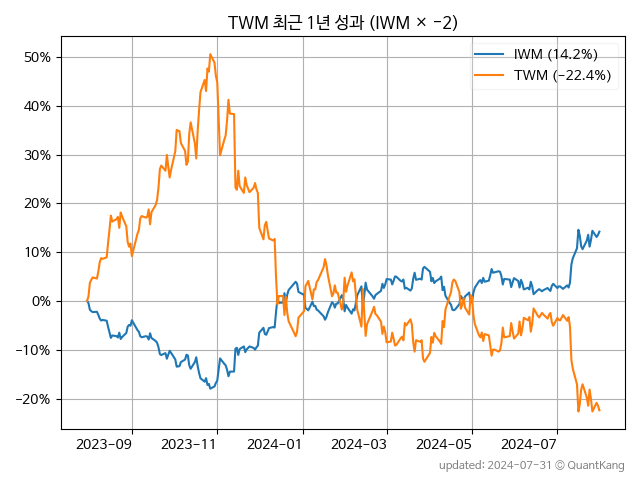 TWM 최근 1년 성과 (IWM × −2)
IWM (14.2%)
TWM (−22.4%)
50%
40%
30%
20%
10%
0%
−10%
−20%
2023−09 2023−11 2024−01 2024−03 2024−05 2024−07
updated: 2024-07-31 © QuantKang